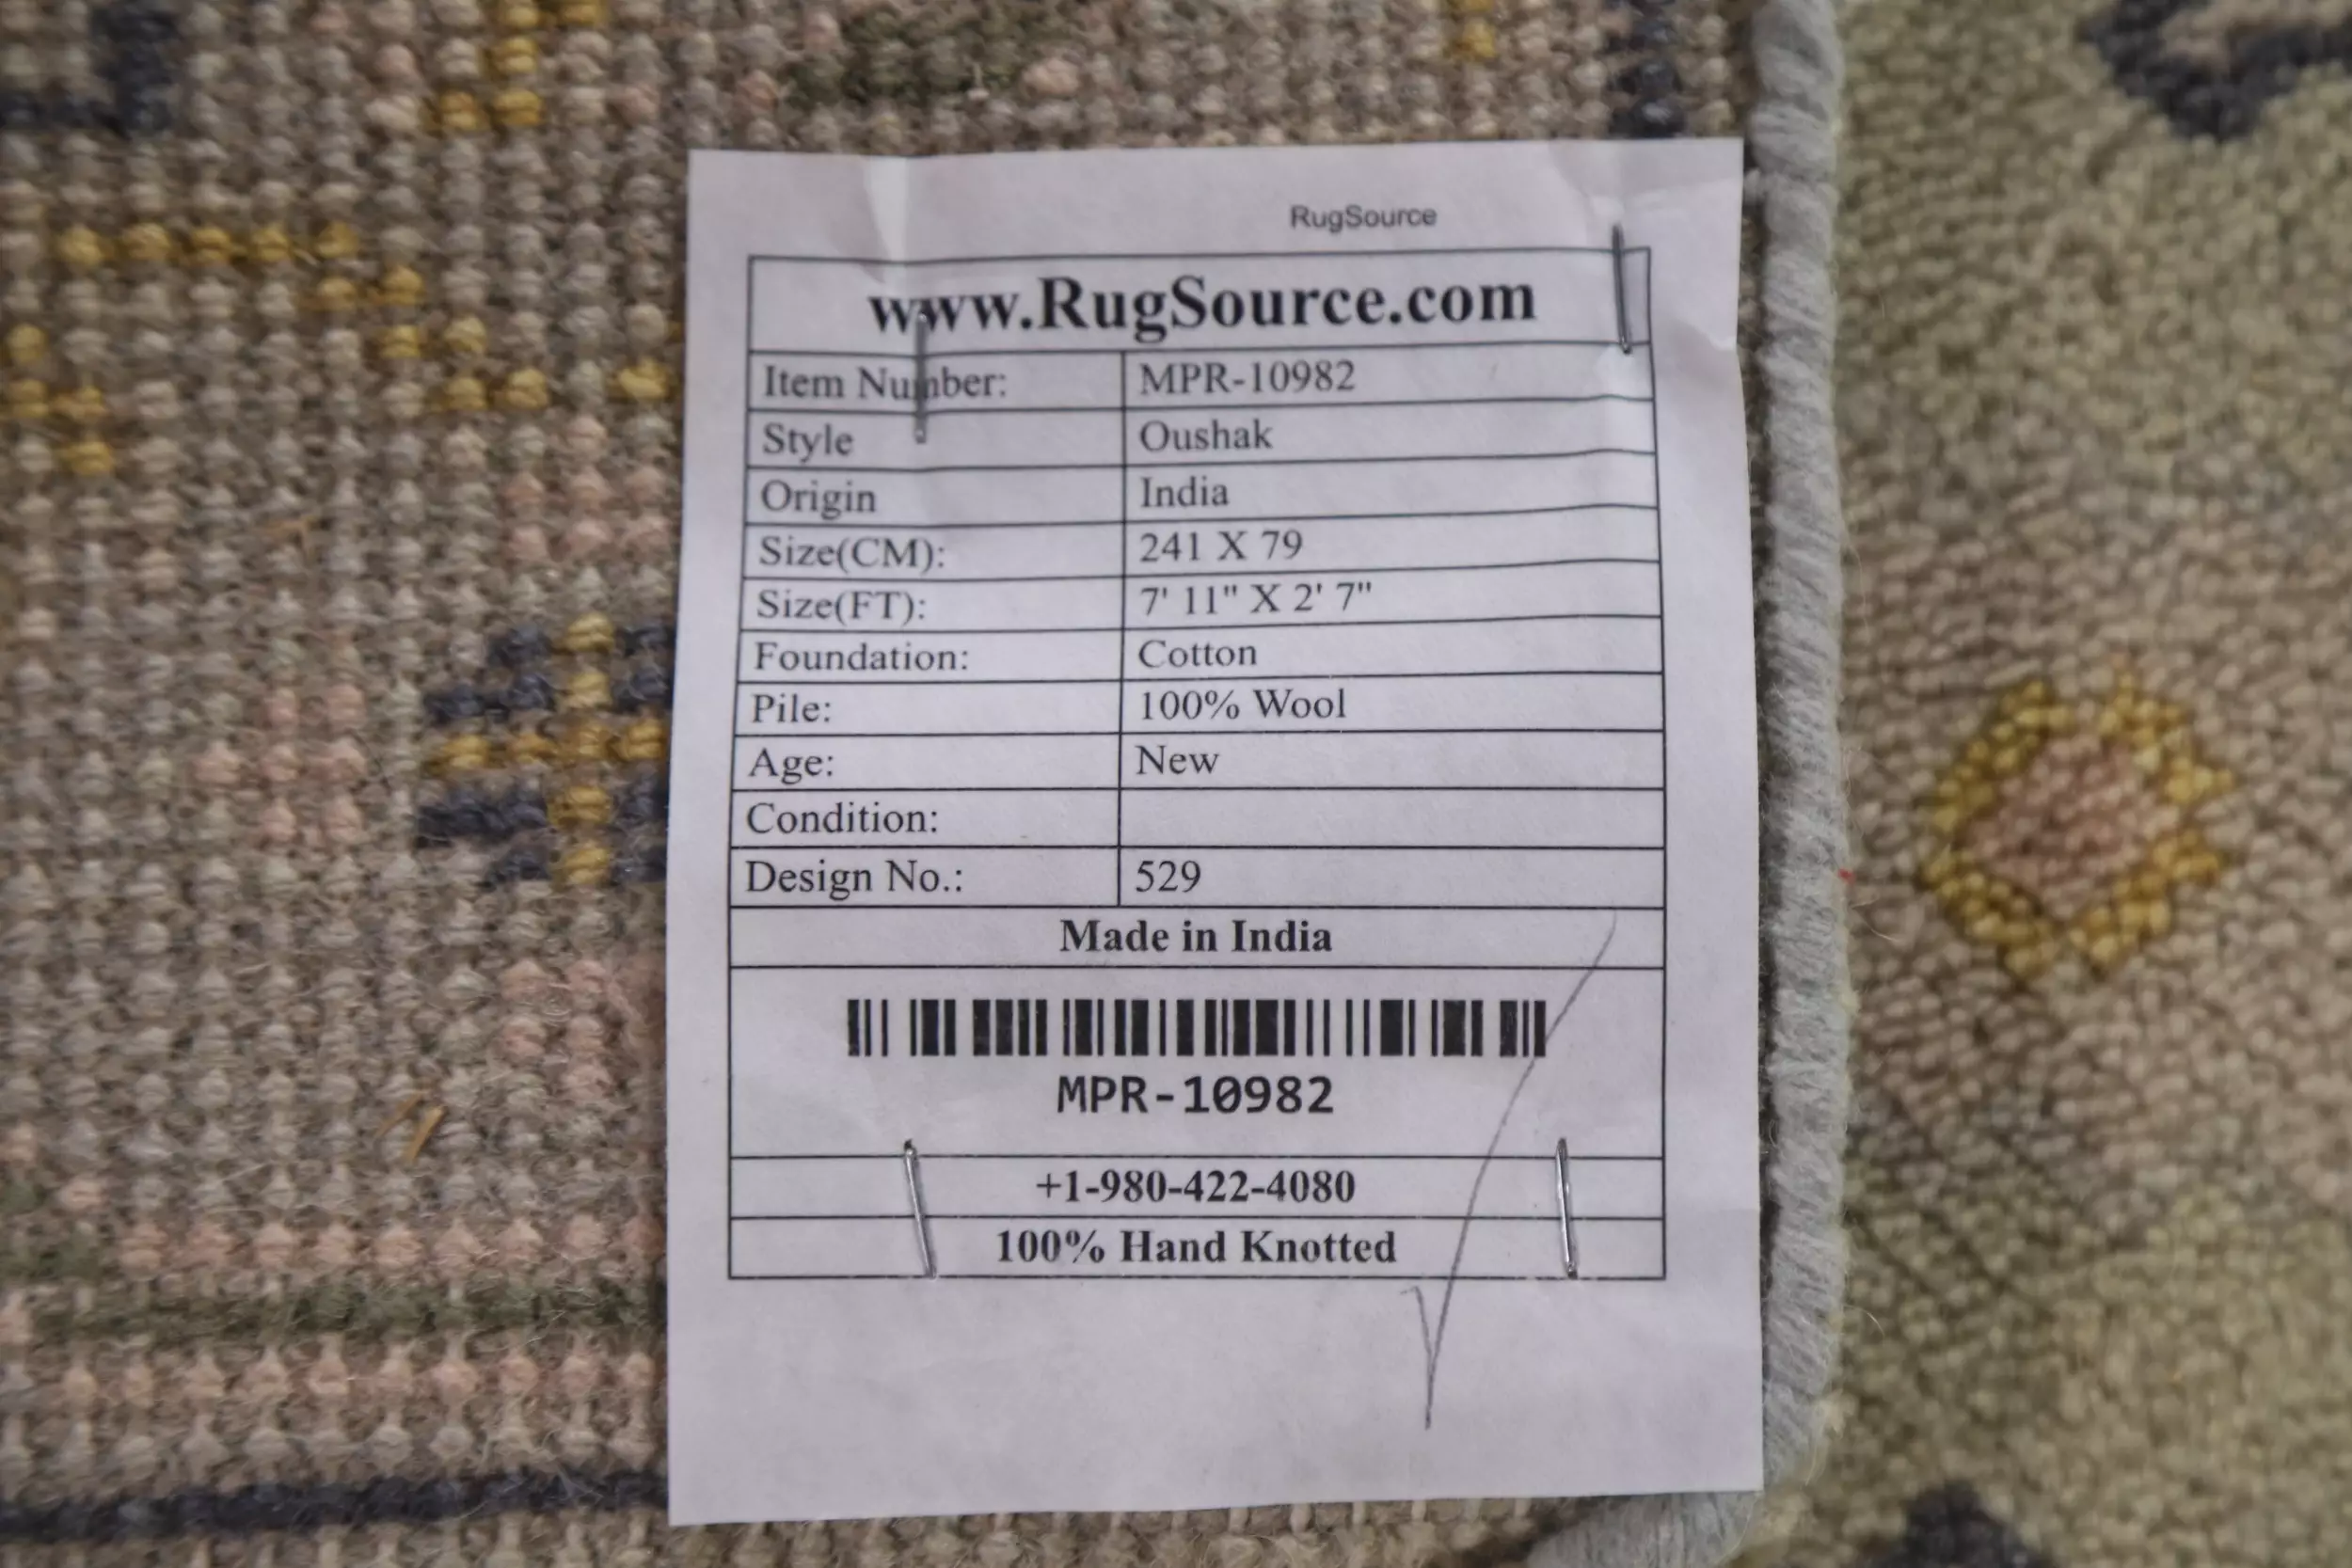 RugSource
www.RugSource.com
Item Number: MPR-10982
Style Oushak
Origin India
Size(CM): 241 X 79
Size(FT): 7' 11" X 2' 7"
Foundation: Cotton
Pile: 100% Wool
Age: New
Condition:
Design No.: 529
Made in India
MPR-10982
+1-980-422-4080
100% Hand Knotted